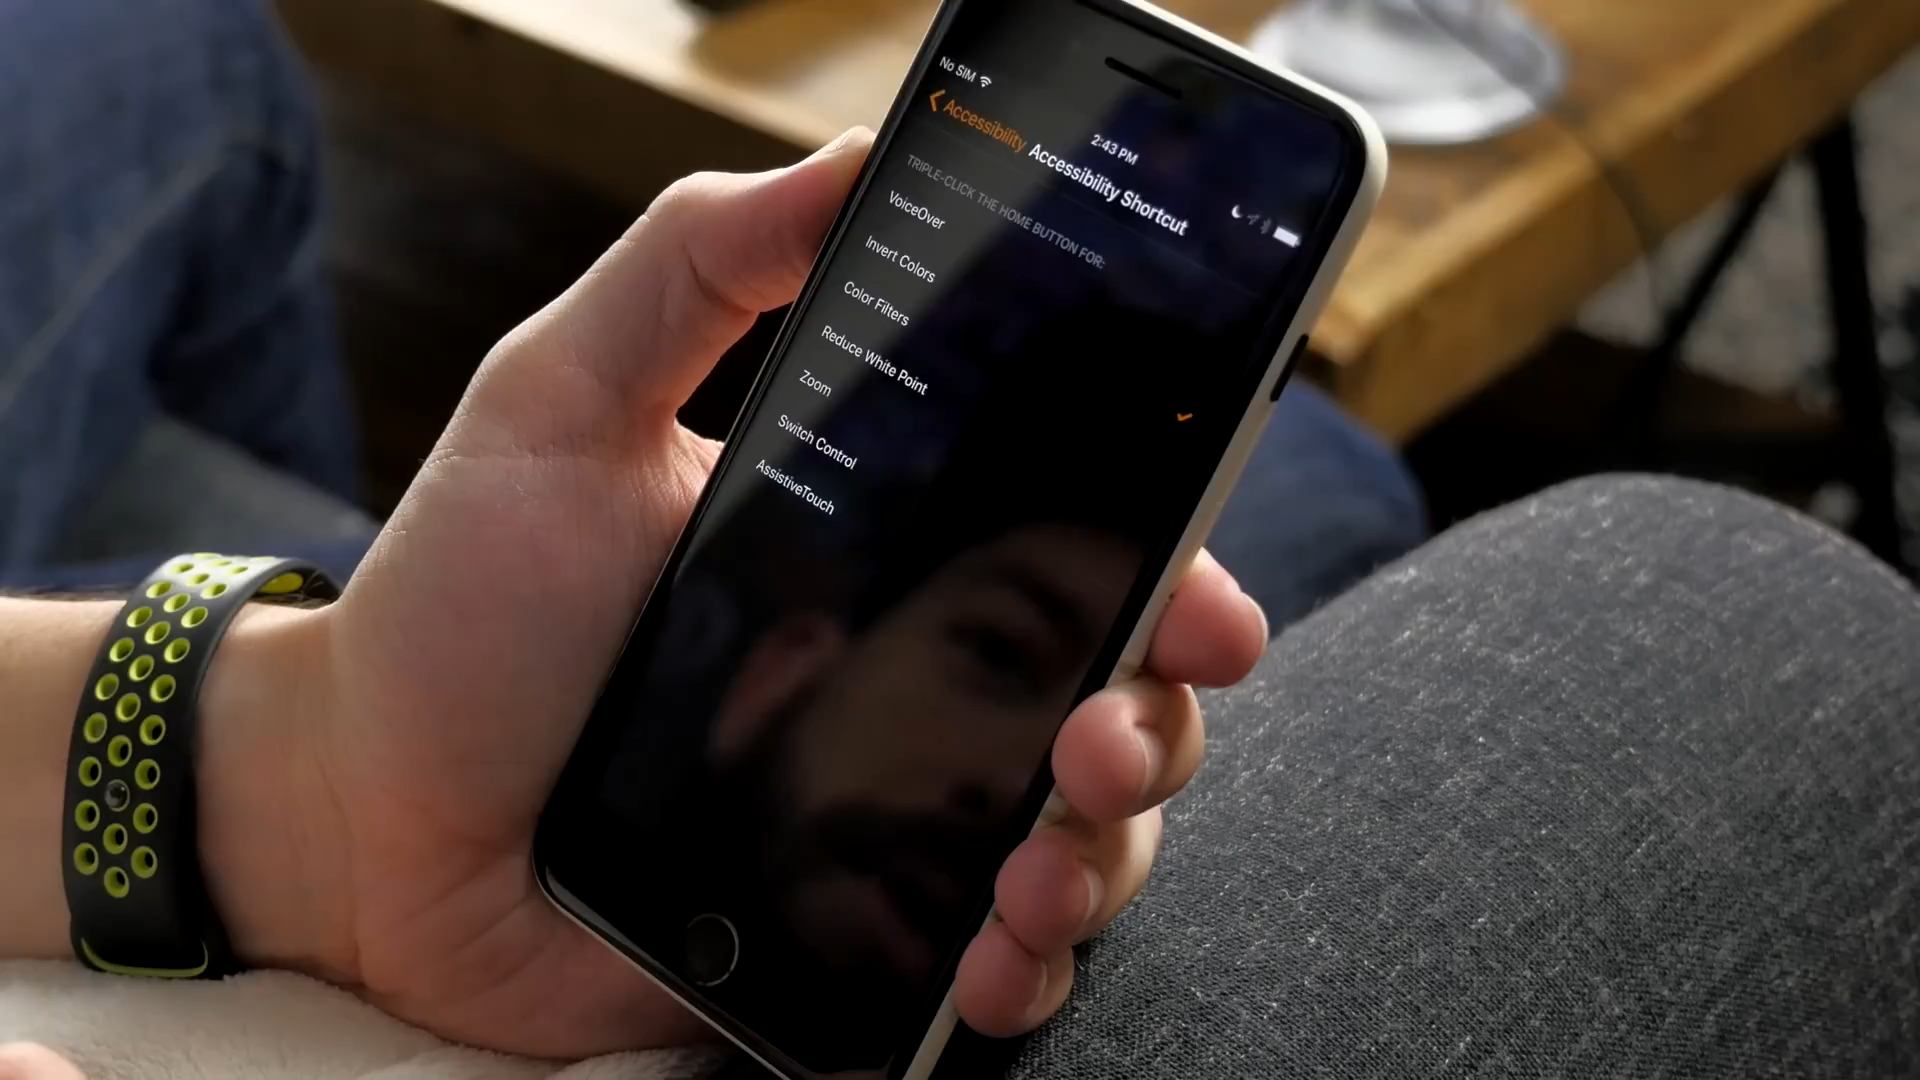 No SIM
2:43 PM
Accessibility
Accessibility Shortcut
TRIPLE-CLICK THE HOME BUTTON FOR:
VoiceOver
Invert Colors
Color Filters
Reduce White Point
Zoom
Switch Control
AssistiveTouch